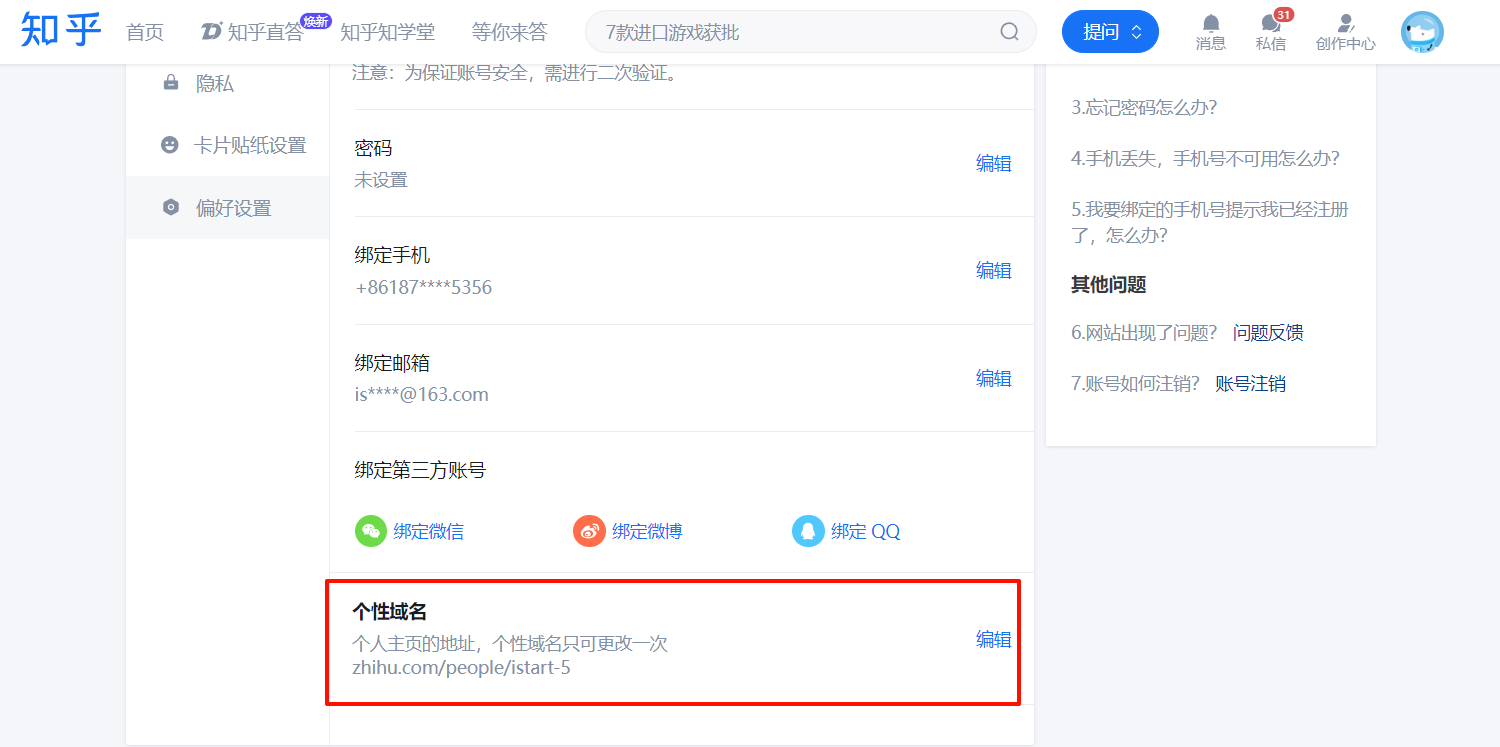 知乎
首页
知乎直答
焕新
知乎知学堂
等你来答
7款进口游戏获批
提问
消息
31
私信
创作中心
隐私
卡片贴纸设置
偏好设置
注意：为保证账号安全，需进行二次验证。
密码
未设置
编辑
绑定手机
+86187****5356
编辑
绑定邮箱
is****@163.com
编辑
绑定第三方账号
绑定微信
绑定微博
绑定 QQ
个性域名
个人主页的地址，个性域名只可更改一次
zhihu.com/people/istart-5
编辑
3.忘记密码怎么办?
4.手机丢失，手机号不可用怎么办?
5.我要绑定的手机号提示我已经注册
了，怎么办?
其他问题
6.网站出现了问题? 问题反馈
7.账号如何注销? 账号注销